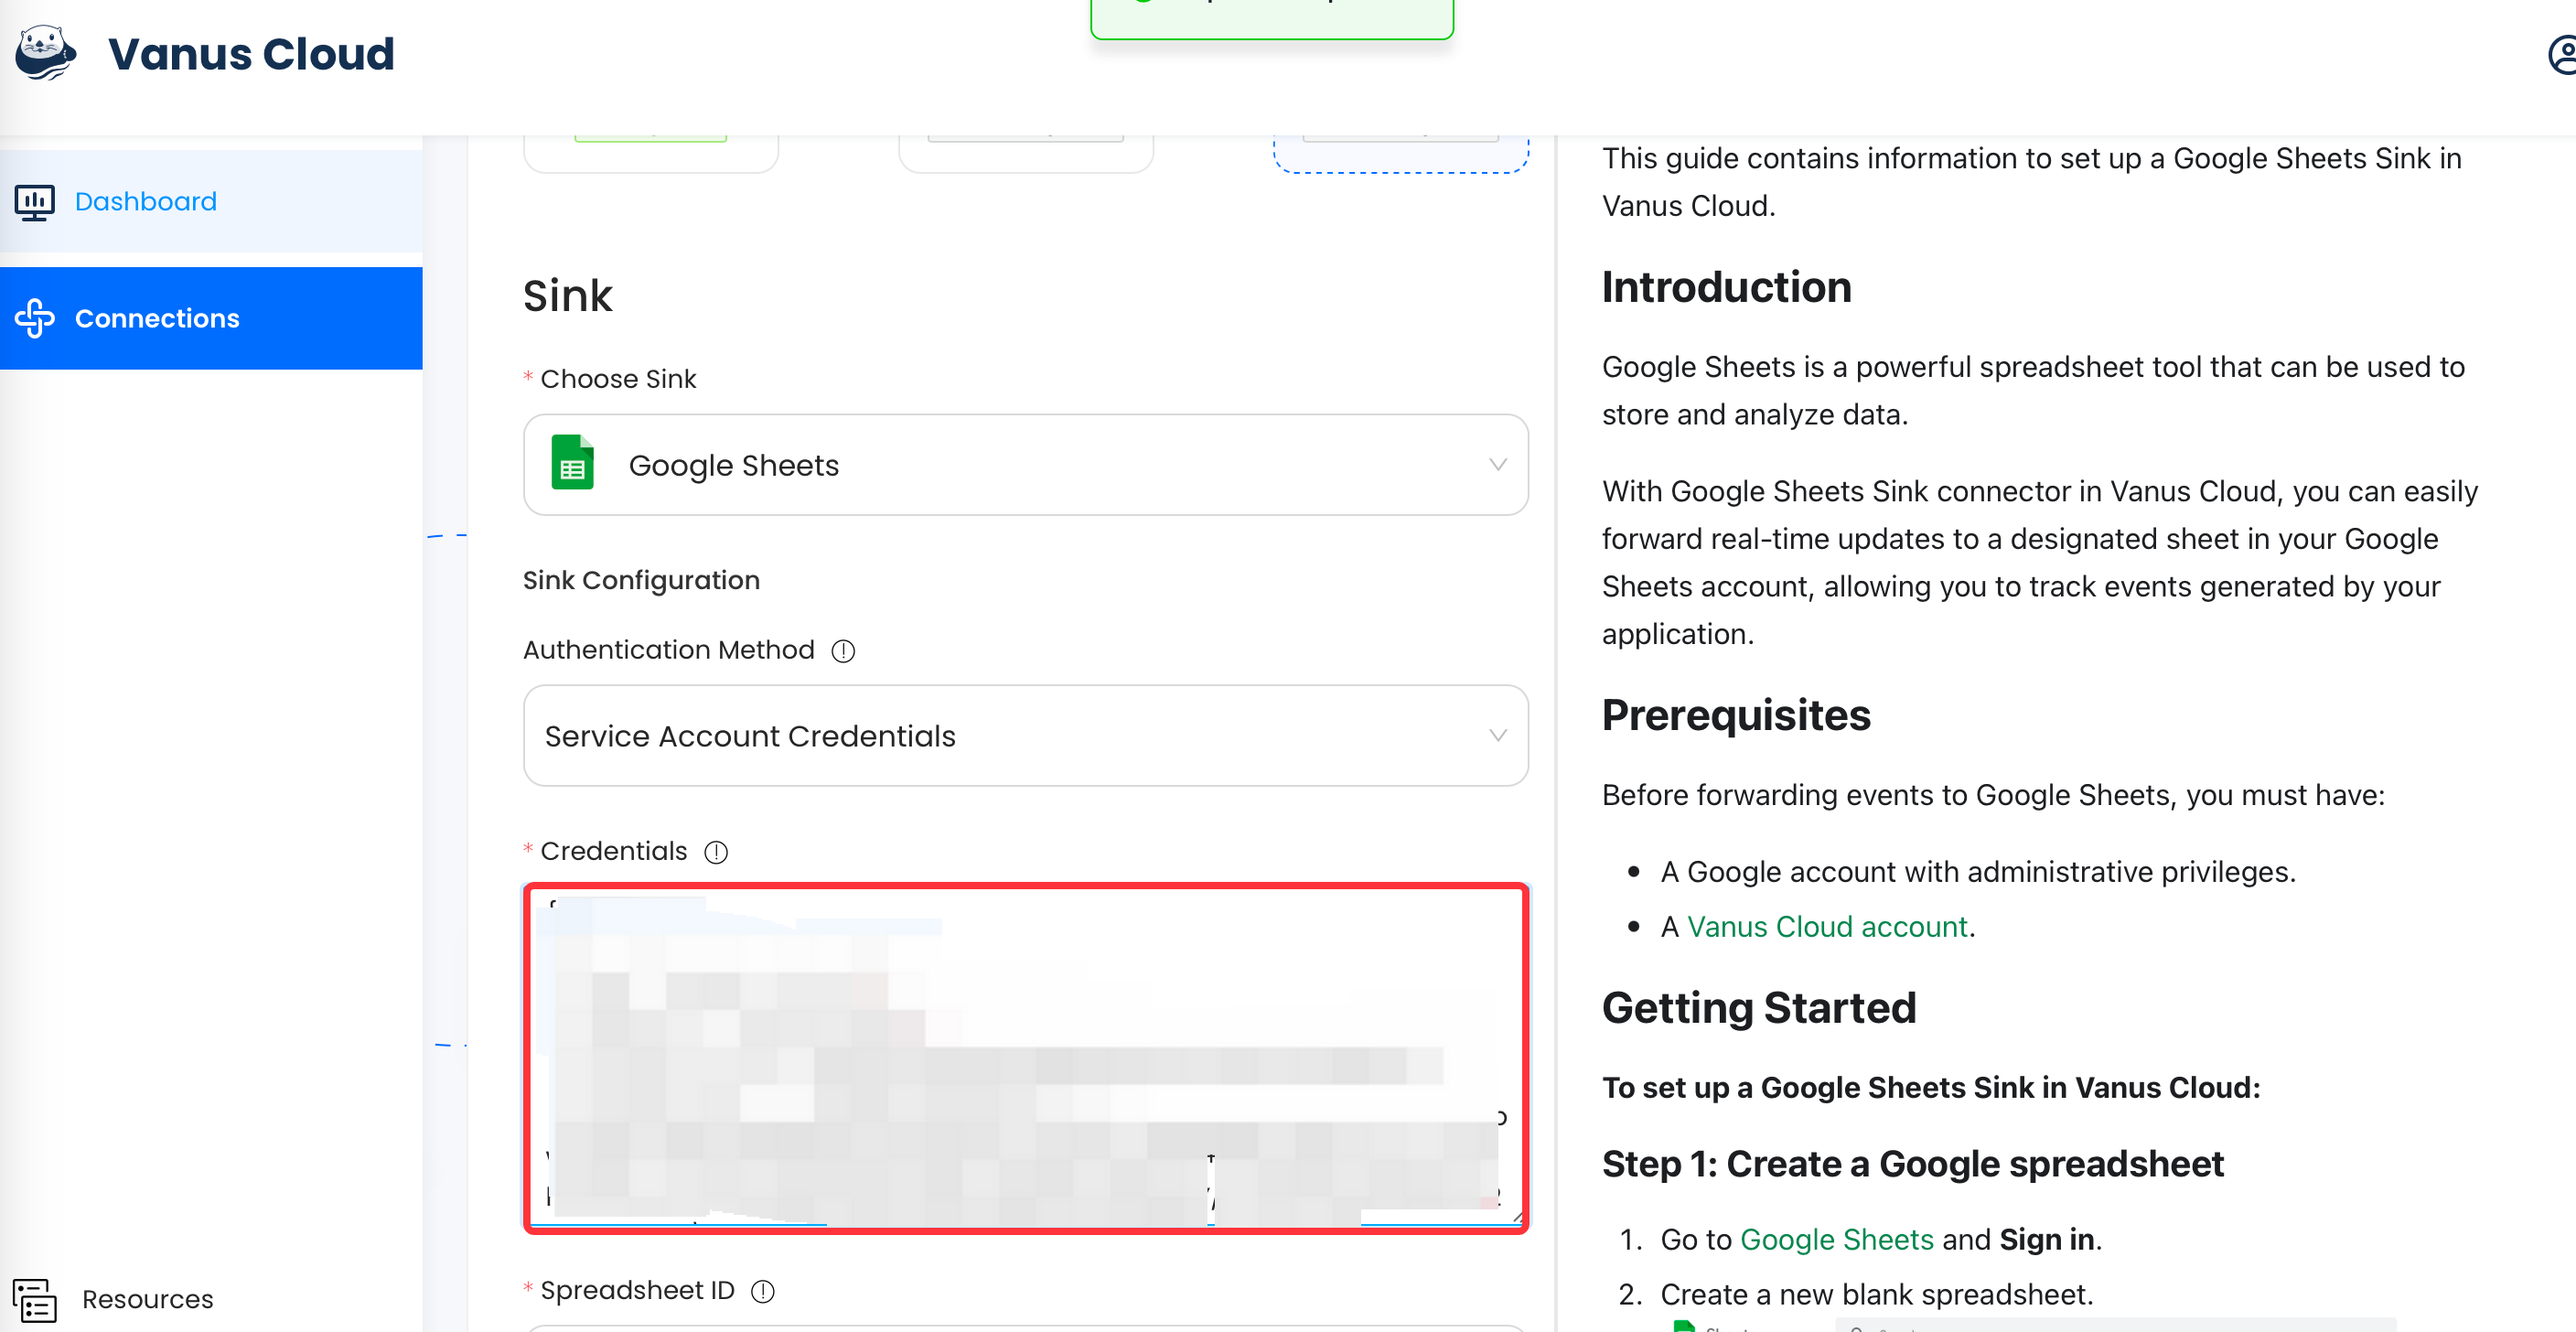 Vanus Cloud
Dashboard
Connections
Resources
Sink
* Choose Sink
Google Sheets
Sink Configuration
Authentication Method
Service Account Credentials
* Credentials
* Spreadsheet ID
This guide contains information to set up a Google Sheets Sink in
Vanus Cloud.
Introduction
Google Sheets is a powerful spreadsheet tool that can be used to
store and analyze data.
With Google Sheets Sink connector in Vanus Cloud, you can easily
forward real-time updates to a designated sheet in your Google
Sheets account, allowing you to track events generated by your
application.
Prerequisites
Before forwarding events to Google Sheets, you must have:
• A Google account with administrative privileges.
• A Vanus Cloud account.
Getting Started
To set up a Google Sheets Sink in Vanus Cloud:
Step 1: Create a Google spreadsheet
1. Go to Google Sheets and Sign in.
2. Create a new blank spreadsheet.